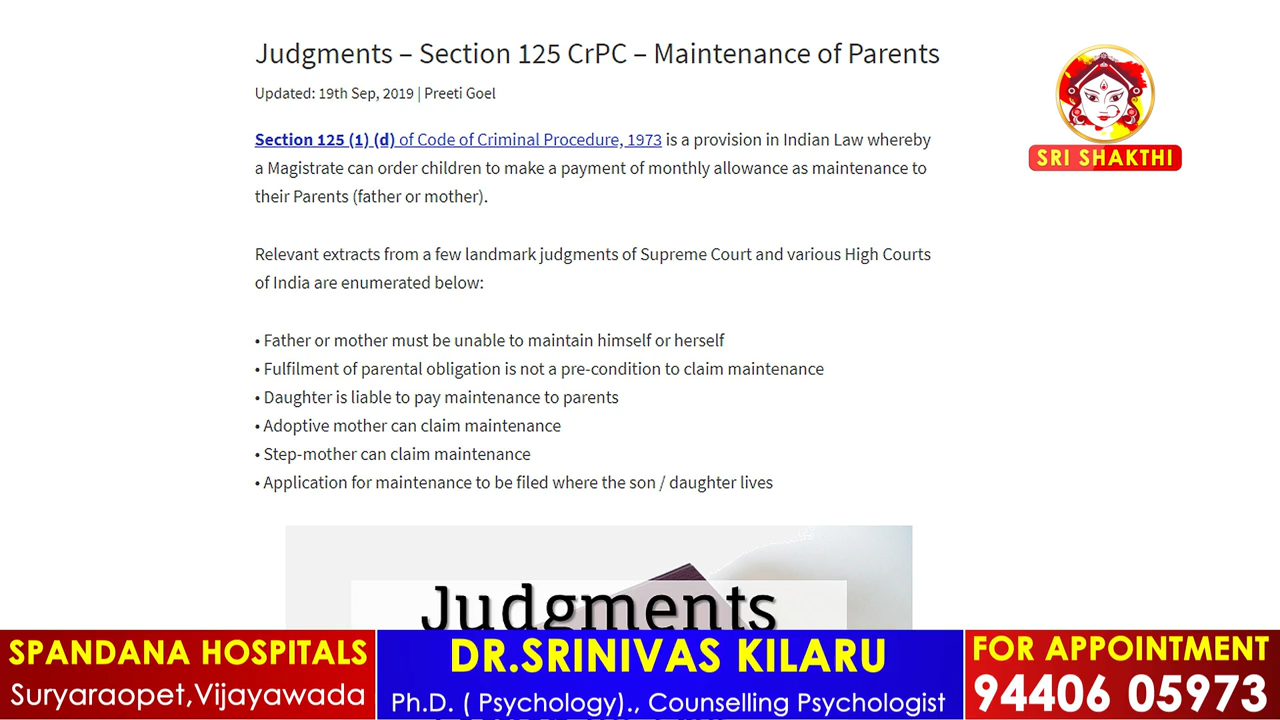 Judgments – Section 125 CrPC – Maintenance of Parents
Updated: 19th Sep, 2019 | Preeti Goel
Section 125 (1) (d) of Code of Criminal Procedure, 1973 is a provision in Indian Law whereby
a Magistrate can order children to make a payment of monthly allowance as maintenance to
their Parents (father or mother).
Relevant extracts from a few landmark judgments of Supreme Court and various High Courts
of India are enumerated below:
• Father or mother must be unable to maintain himself or herself
• Fulfilment of parental obligation is not a pre-condition to claim maintenance
• Daughter is liable to pay maintenance to parents
• Adoptive mother can claim maintenance
• Step-mother can claim maintenance
• Application for maintenance to be filed where the son / daughter lives
SRI SHAKTHI
Judgments
SPANDANA HOSPITALS
Suryaraopet,Vijayawada
DR.SRINIVAS KILARU
Ph.D. ( Psychology)., Counselling Psychologist
FOR APPOINTMENT
94406 05973